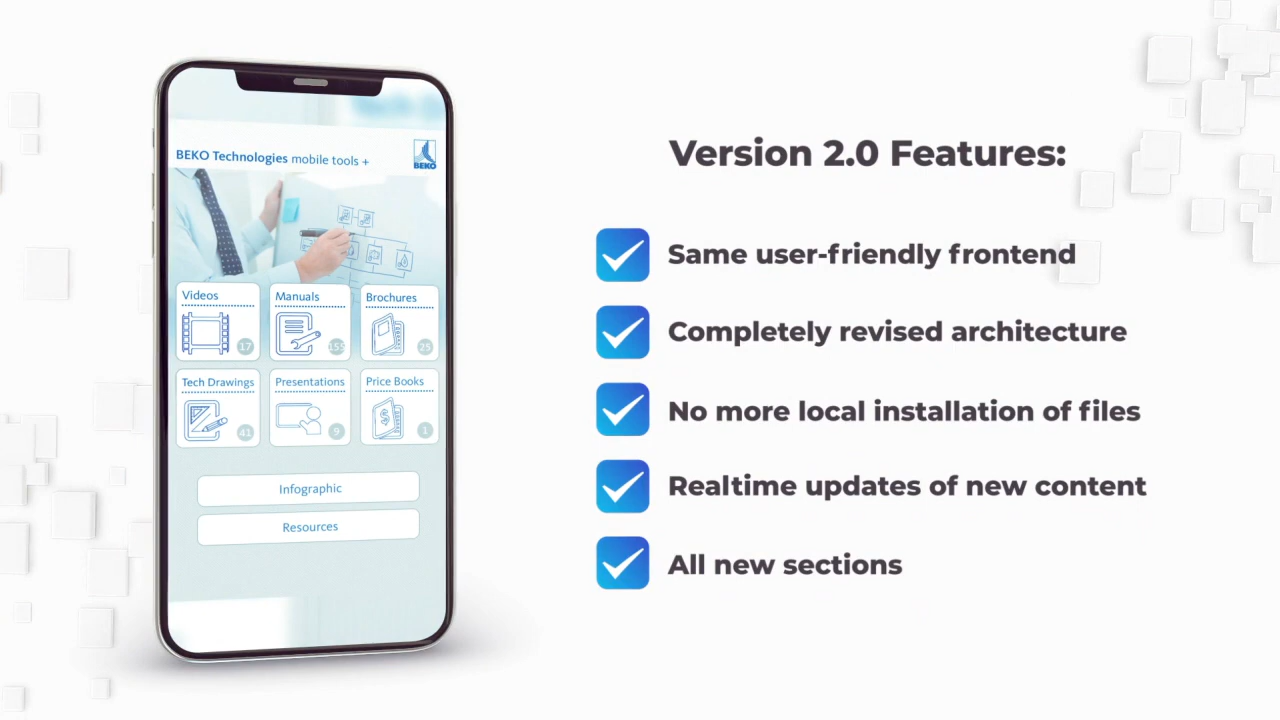 BEKO Technologies mobile tools +
BEKO
Videos
17
Manuals
155
Brochures
25
Tech Drawings
41
Presentations
9
Price Books
1
Infographic
Resources
Version 2.0 Features:
Same user-friendly frontend
Completely revised architecture
No more local installation of files
Realtime updates of new content
All new sections